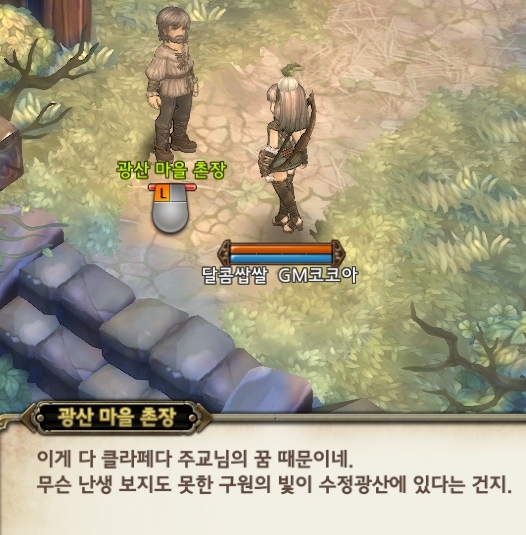 광산 마을 촌장
L
달콤쌉쌀 GM코코아
광산 마을 촌장
이게 다 클라페다 주교님의 꿈 때문이네.
무슨 난생 보지도 못한 구원의 빛이 수정광산에 있다는 건지.